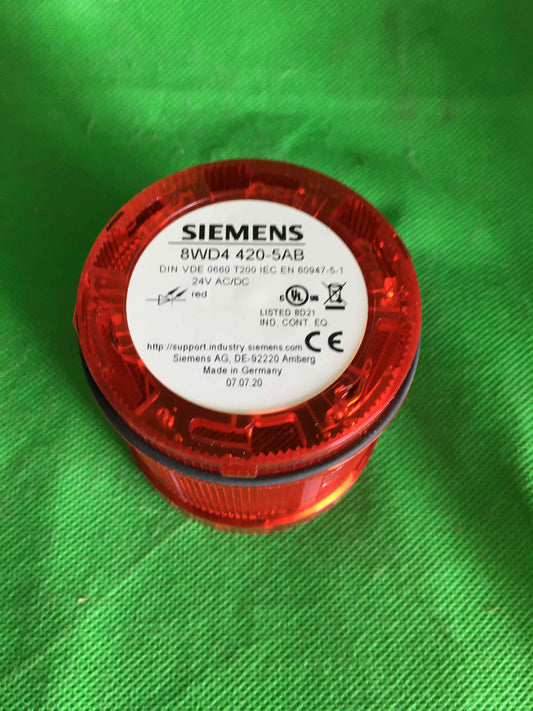 SIEMENS
8WD4 420-5AB
DIN VDE 0660 T200 IEC EN 60947-5-1
24V AC/DC
red
C UL US
LISTED 8D21
IND. CONT. EQ.
CE
http://support.industry.siemens.com
Siemens AG, DE-92220 Amberg
Made in Germany
07.07.20